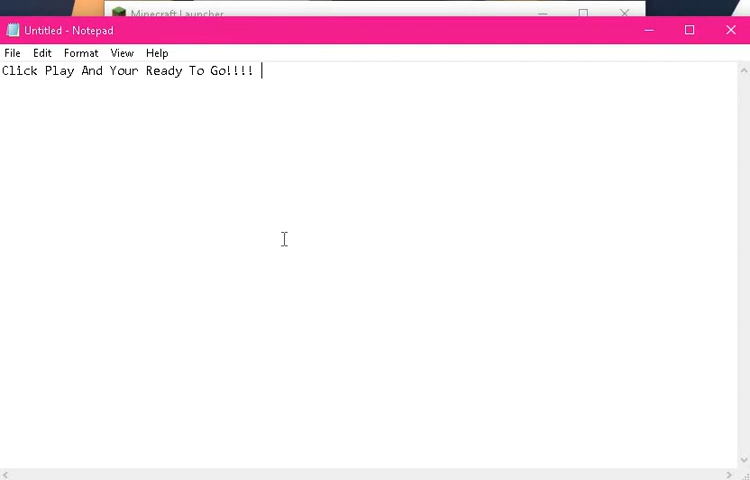 Minecraft Launcher
Untitled - Notepad
File Edit Format View Help
Click Play And Your Ready To Go!!!!